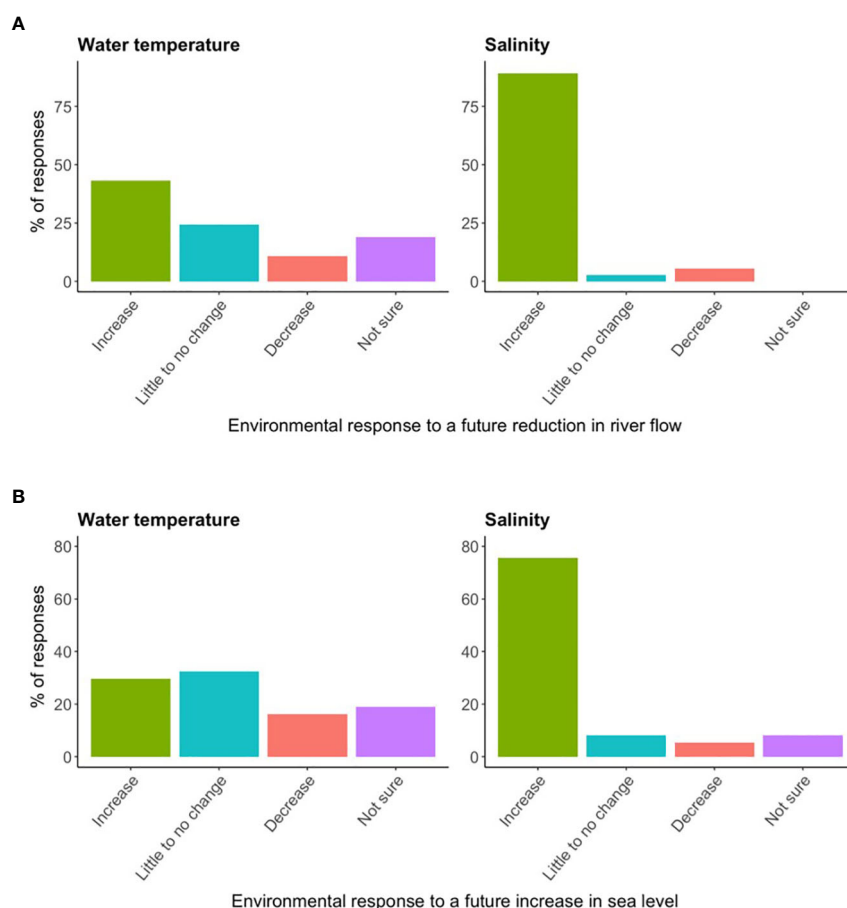 A
Water temperature
Salinity
% of responses
75
50
25
0
75
50
25
0
Increase
Little to no change
Decrease
Not sure
Increase
Little to no change
Decrease
Not sure
Environmental response to a future reduction in river flow
B
Water temperature
Salinity
% of responses
80
60
40
20
0
80
60
40
20
0
Increase
Little to no change
Decrease
Not sure
Increase
Little to no change
Decrease
Not sure
Environmental response to a future increase in sea level